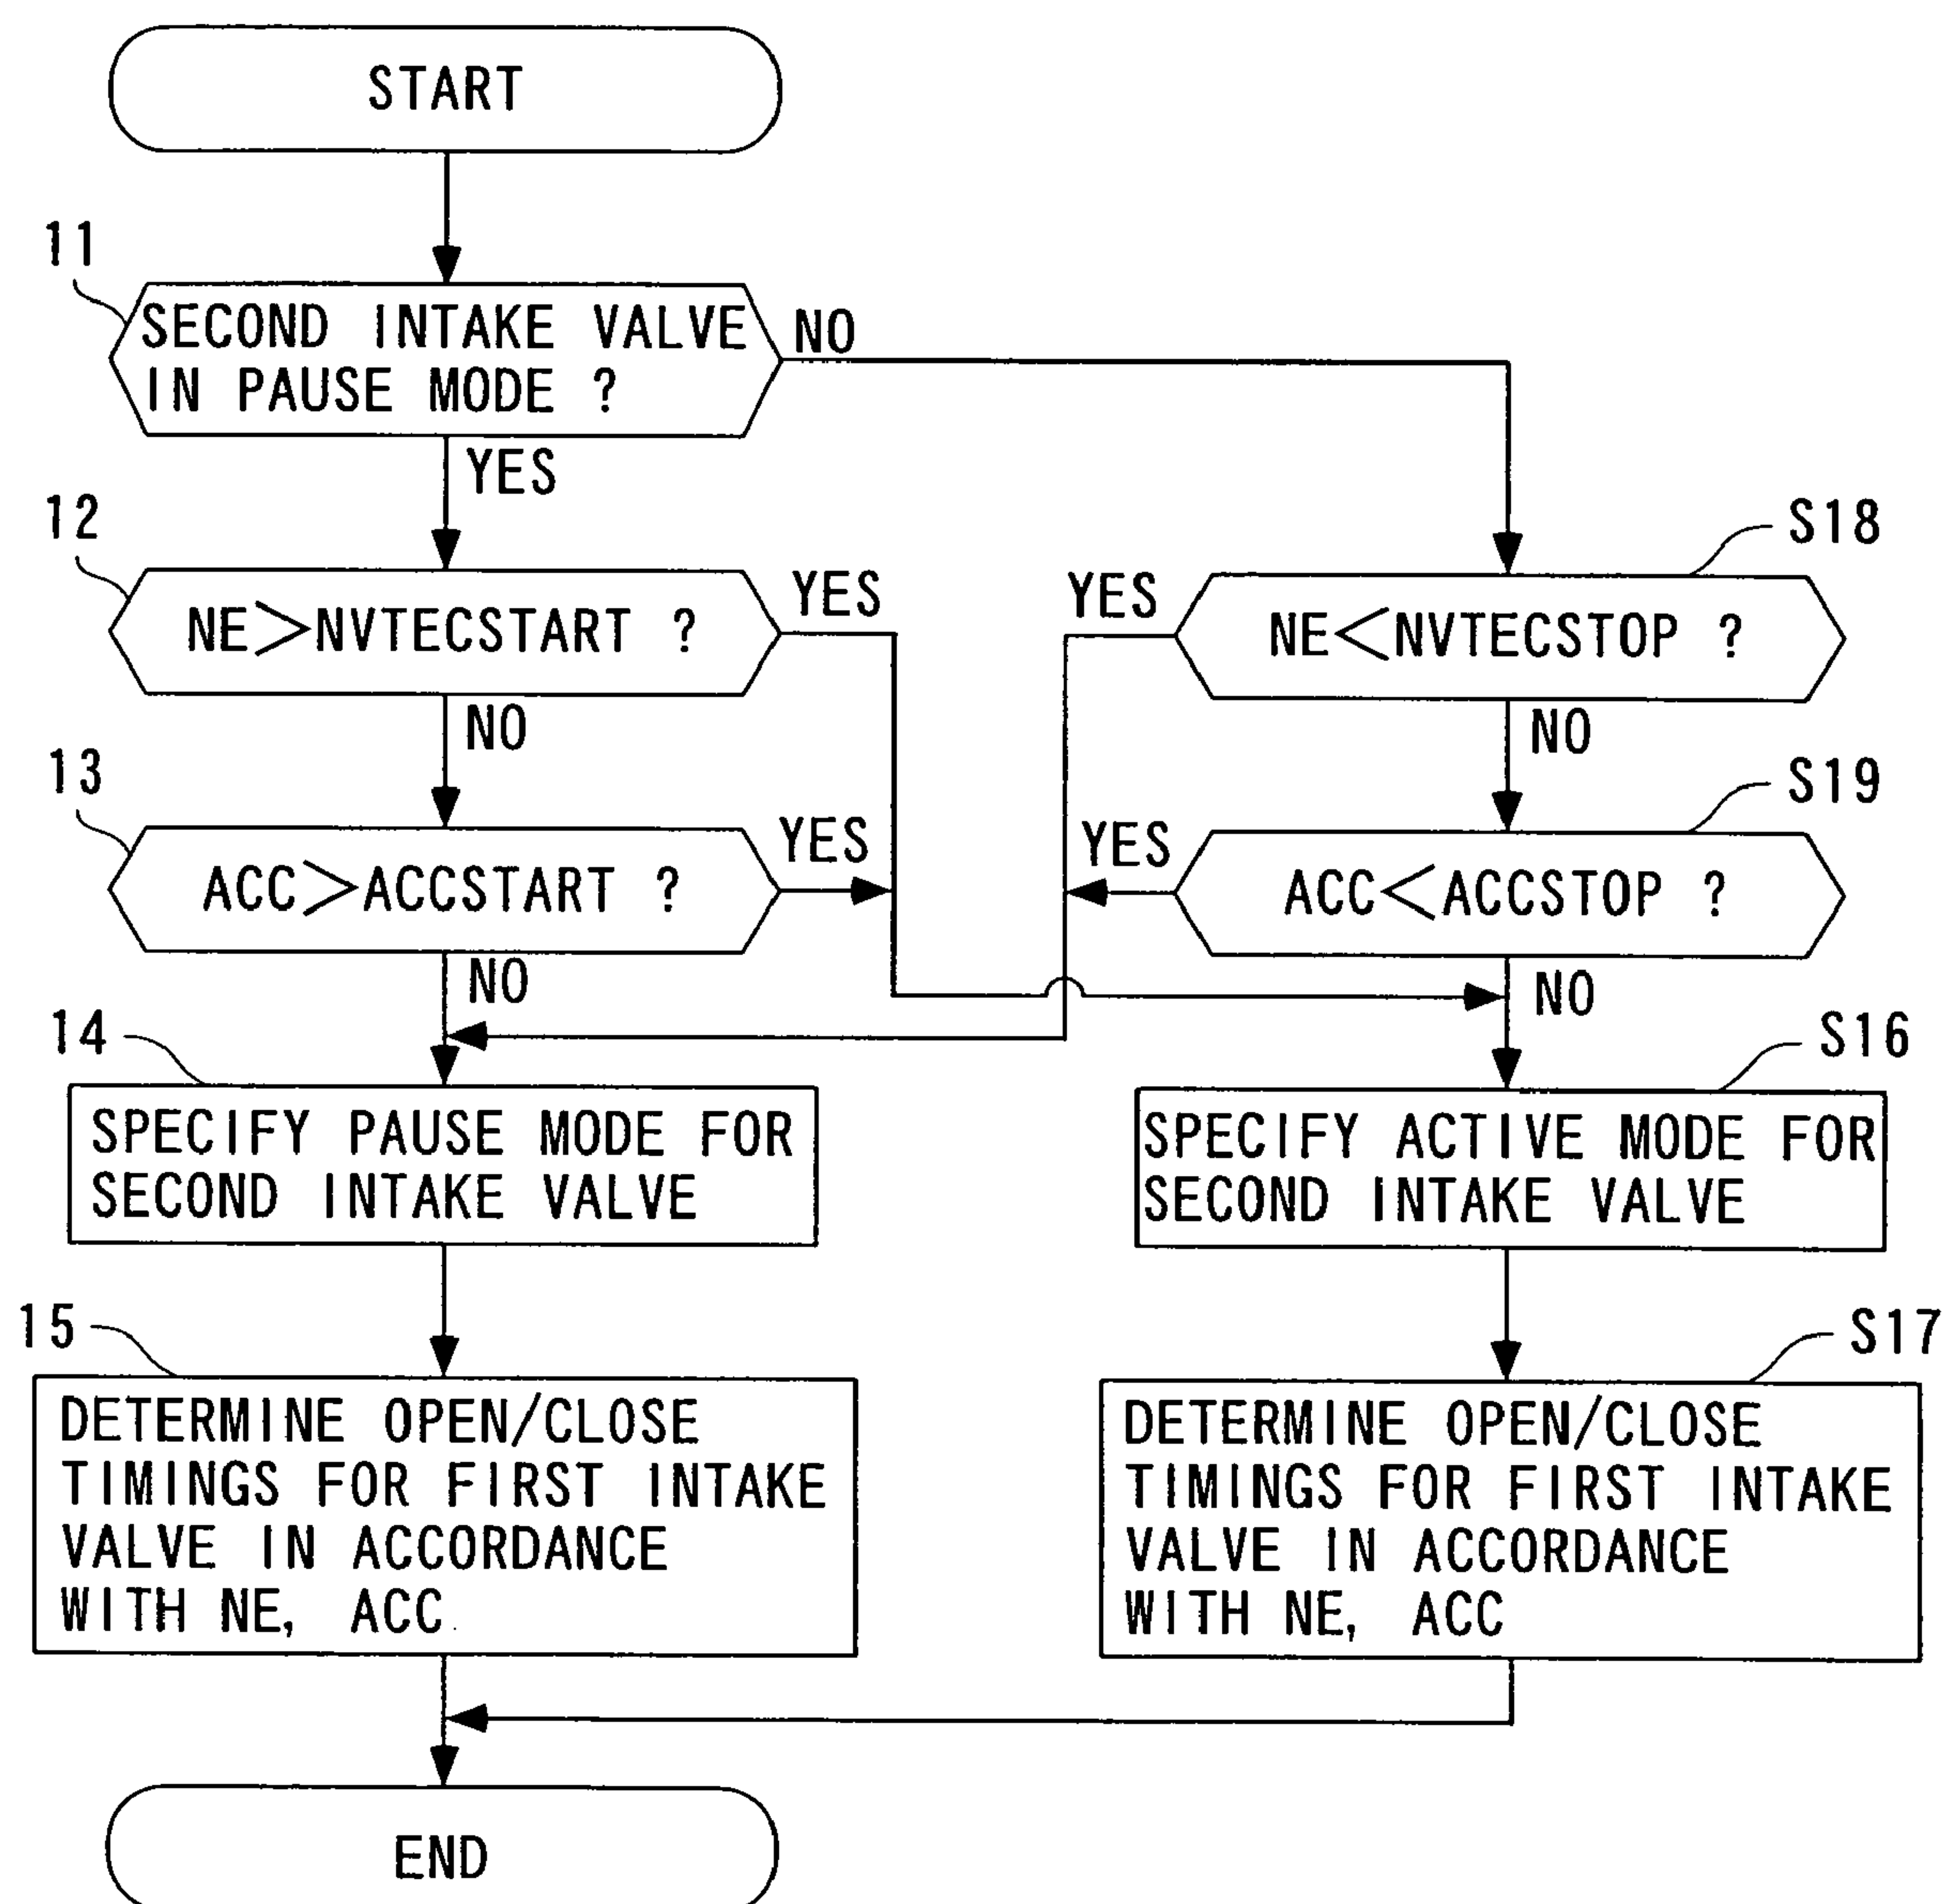 START
11
SECOND INTAKE VALVE
IN PAUSE MODE ?
NO
YES
12
NE>NVTECSTART ?
YES
NO
S18
NE<NVTECSTOP ?
YES
NO
13
ACC>ACCSTART ?
YES
NO
S19
ACC<ACCSTOP ?
YES
NO
14
SPECIFY PAUSE MODE FOR
SECOND INTAKE VALVE
S16
SPECIFY ACTIVE MODE FOR
SECOND INTAKE VALVE
15
DETERMINE OPEN/CLOSE
TIMINGS FOR FIRST INTAKE
VALVE IN ACCORDANCE
WITH NE, ACC
S17
DETERMINE OPEN/CLOSE
TIMINGS FOR FIRST INTAKE
VALVE IN ACCORDANCE
WITH NE, ACC
END